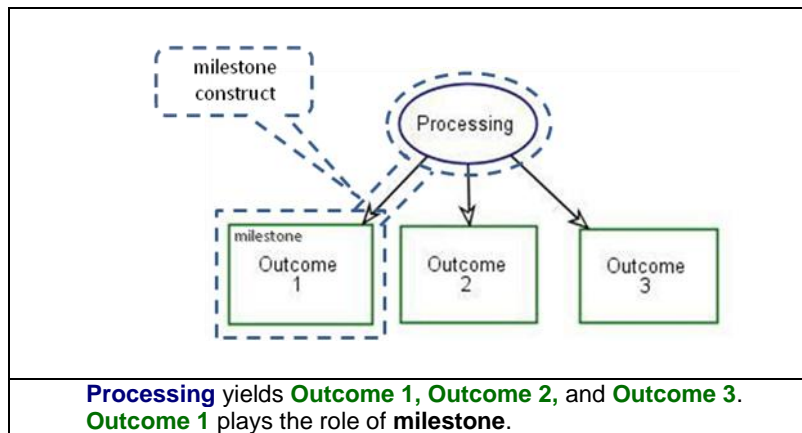 milestone
construct
Processing
milestone
Outcome
1
Outcome
2
Outcome
3
Processing yields Outcome 1, Outcome 2, and Outcome 3.
Outcome 1 plays the role of milestone.